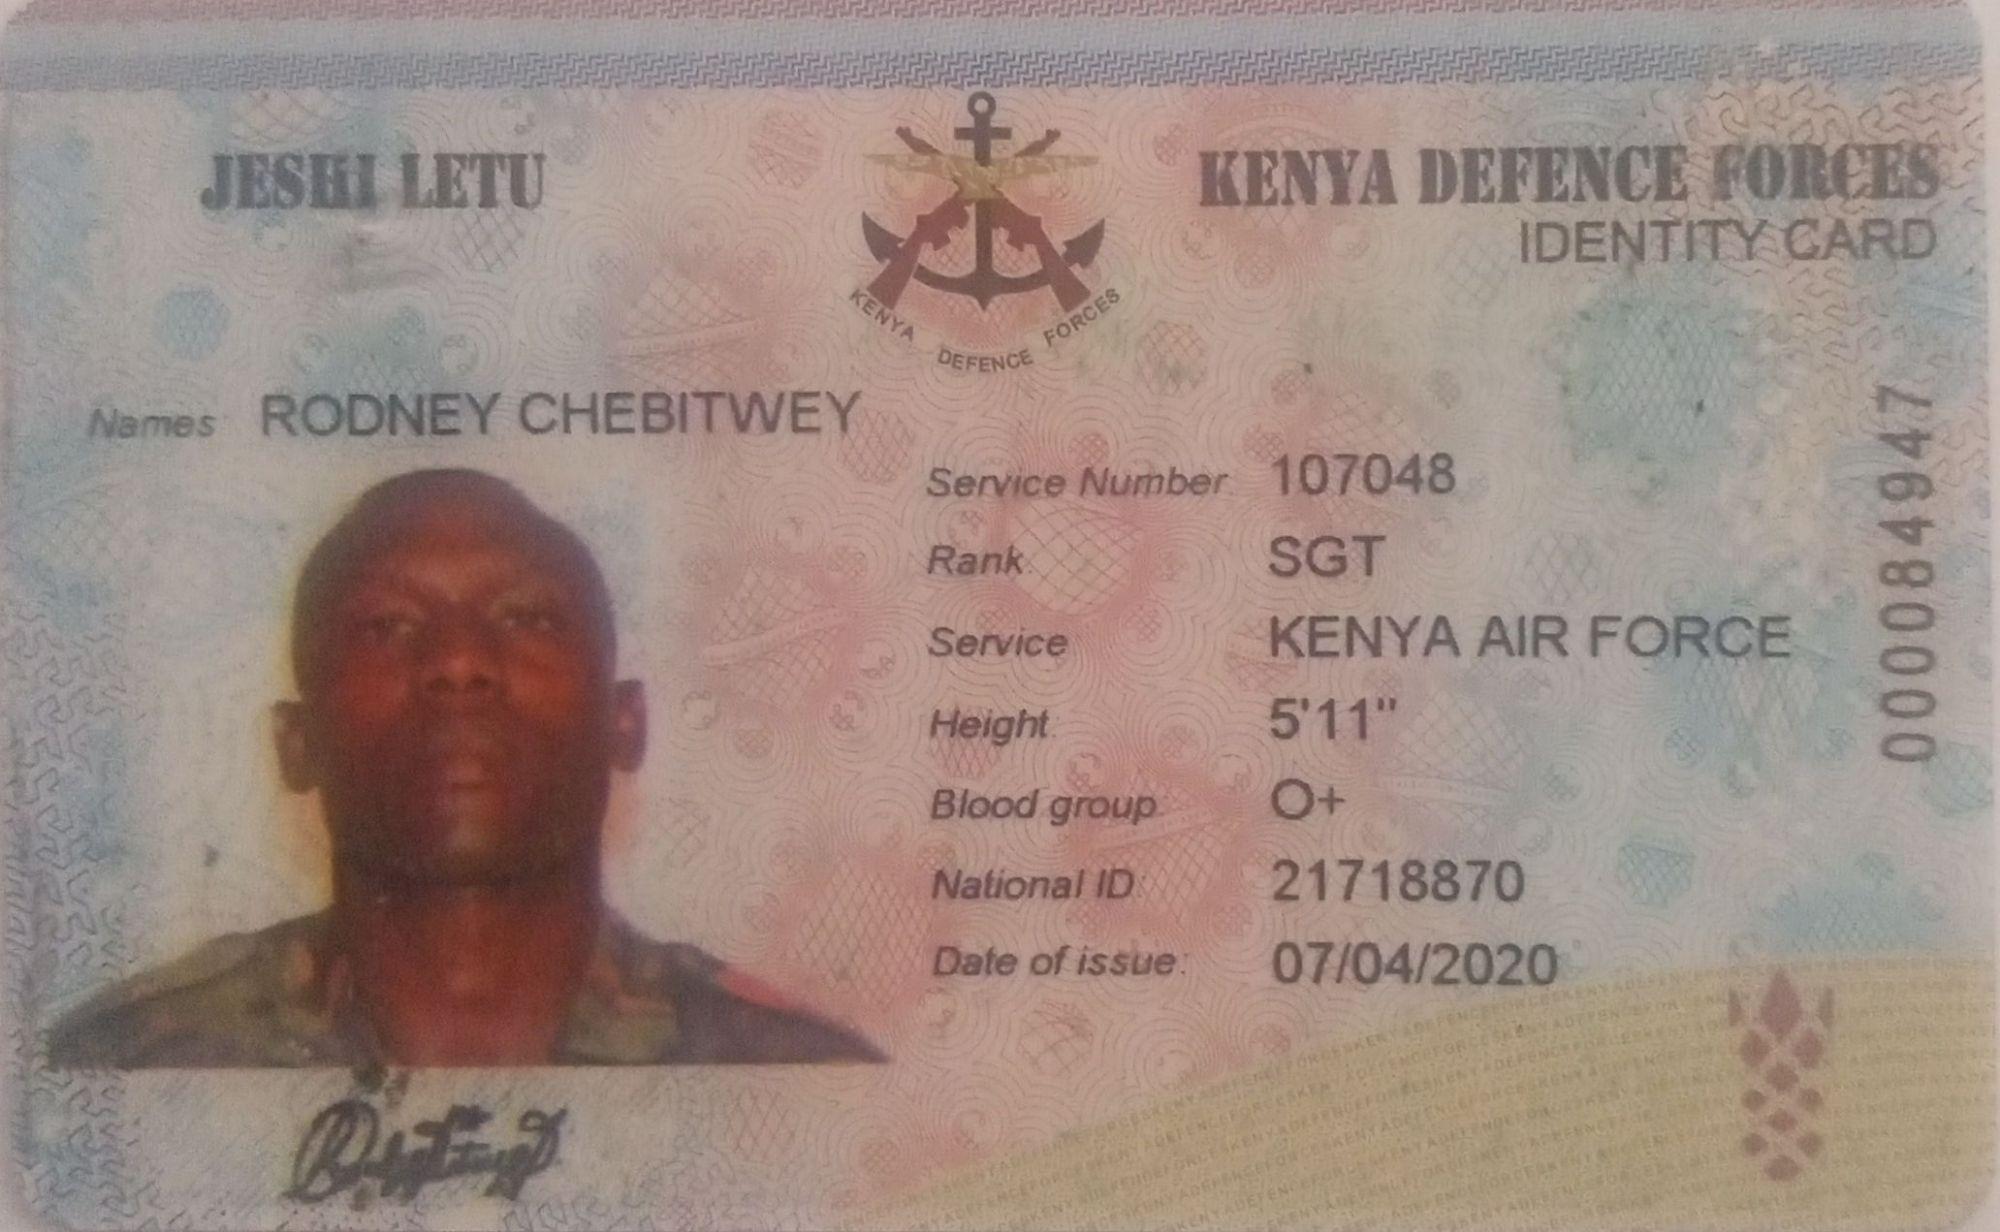 JESHI LETU
KENYA DEFENCE FORCES
IDENTITY CARD
KENYA DEFENCE FORCES
Names RODNEY CHEBITWEY
Service Number 107048
Rank SGT
Service KENYA AIR FORCE
Height 5'11"
Blood group O+
National ID: 21718870
Date of issue: 07/04/2020
000084947